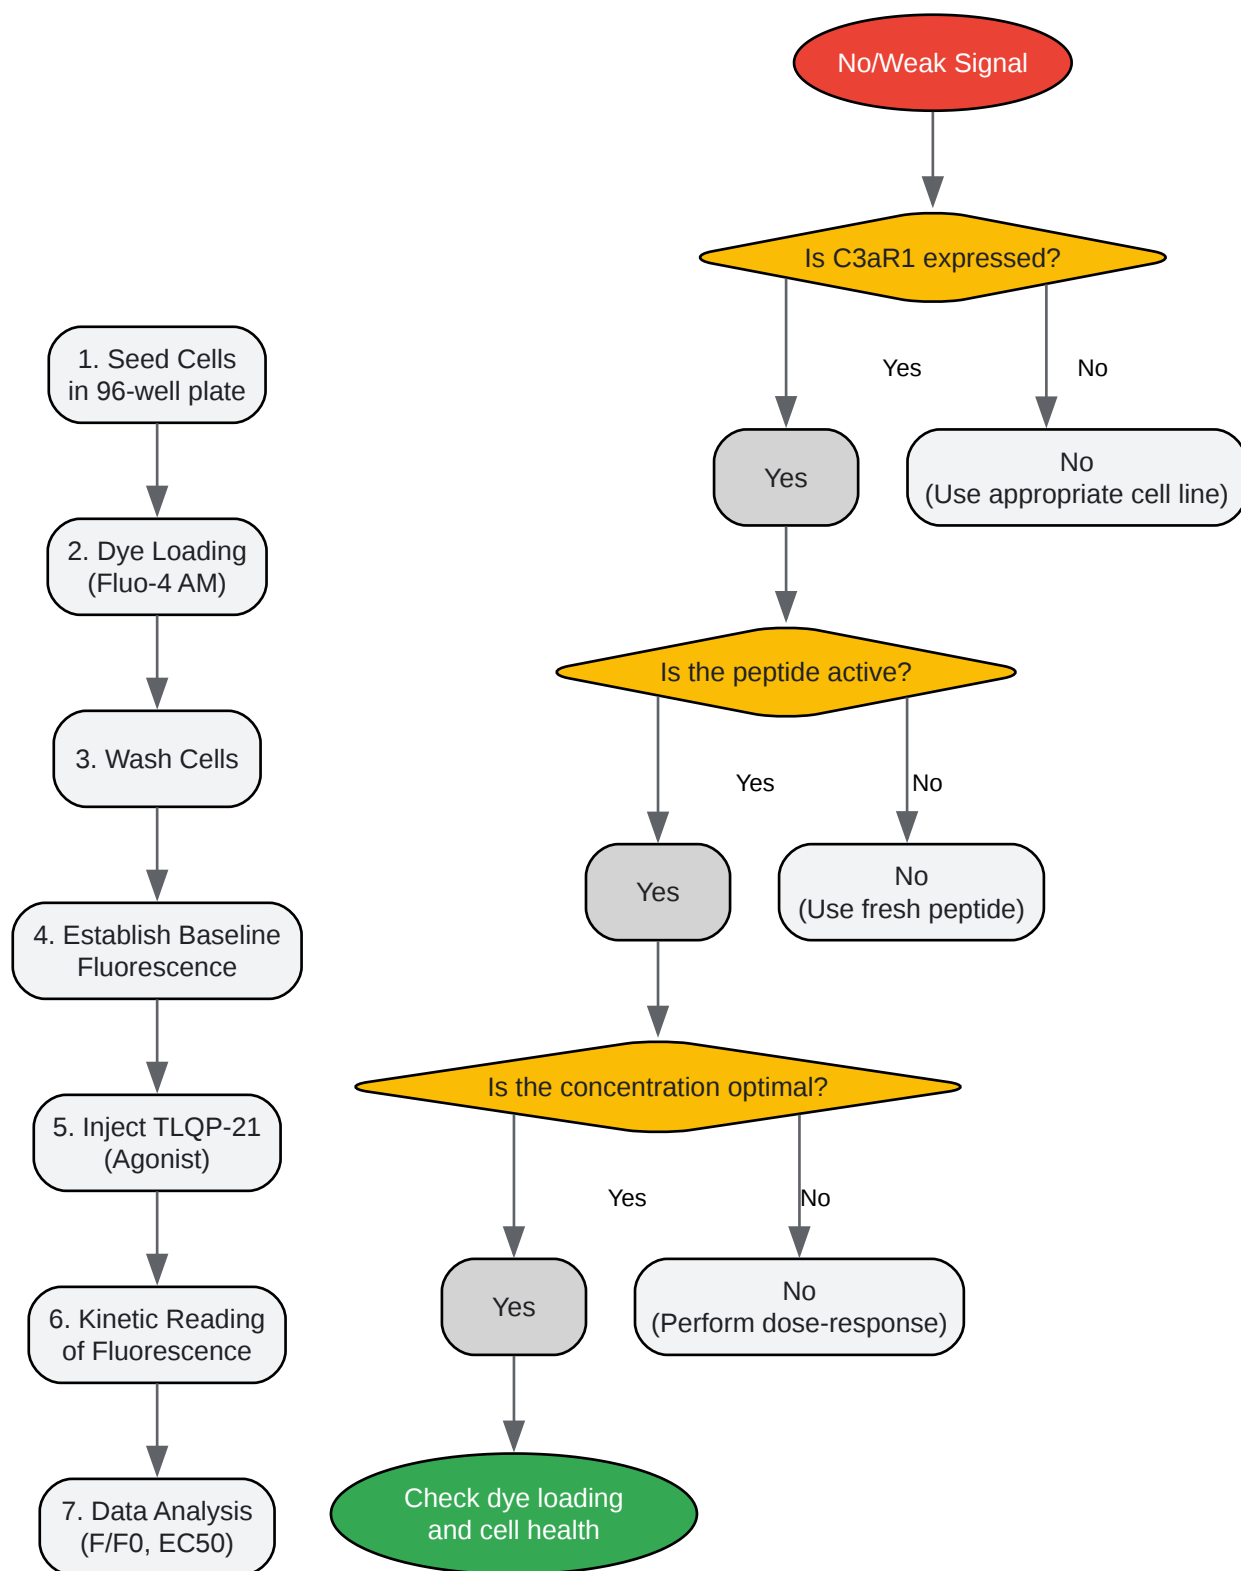 1. Seed Cells
in 96-well plate
2. Dye Loading
(Fluo-4 AM)
3. Wash Cells
4. Establish Baseline
Fluorescence
5. Inject TLQP-21
(Agonist)
6. Kinetic Reading
of Fluorescence
7. Data Analysis
(F/F0, EC50)
No/Weak Signal
Is C3aR1 expressed?
Yes
No
Yes
No
(Use appropriate cell line)
Is the peptide active?
Yes
No
Yes
No
(Use fresh peptide)
Is the concentration optimal?
Yes
No
Yes
No
(Perform dose-response)
Check dye loading
and cell health